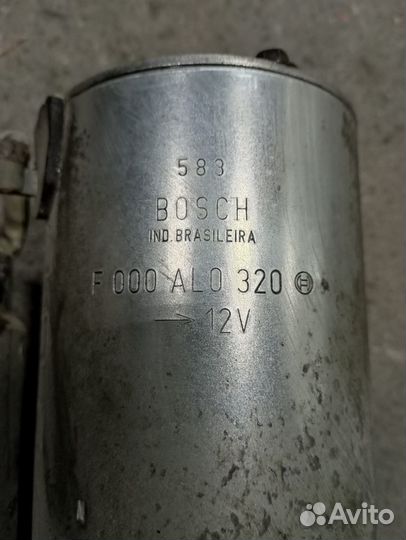 583
BOSCH
IND.BRASILEIRA
F 000 AL0 320
→ 12V
Avito